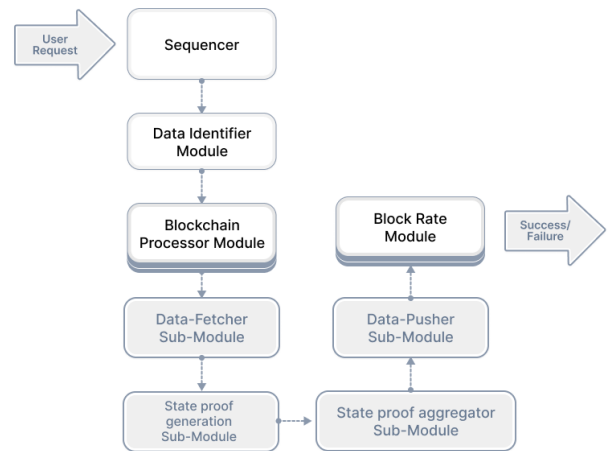 User
Request
Sequencer
Data Identifier
Module
Blockchain
Processor Module
Data-Fetcher
Sub-Module
State proof
generation
Sub-Module
State proof aggregator
Sub-Module
Data-Pusher
Sub-Module
Block Rate
Module
Success/
Failure